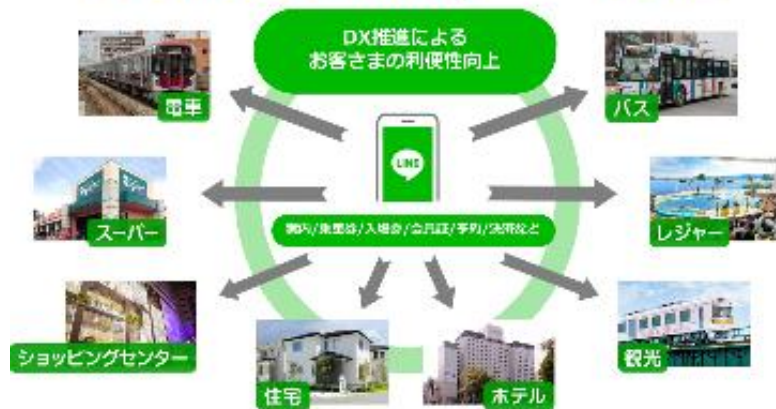 DX推進による
お客さまの利便性向上
電車
バス
LINE
スーパー
レジャー
案内/乗車券/入場券/会員証/予約/決済など
ショッピングセンター
住宅
ホテル
観光